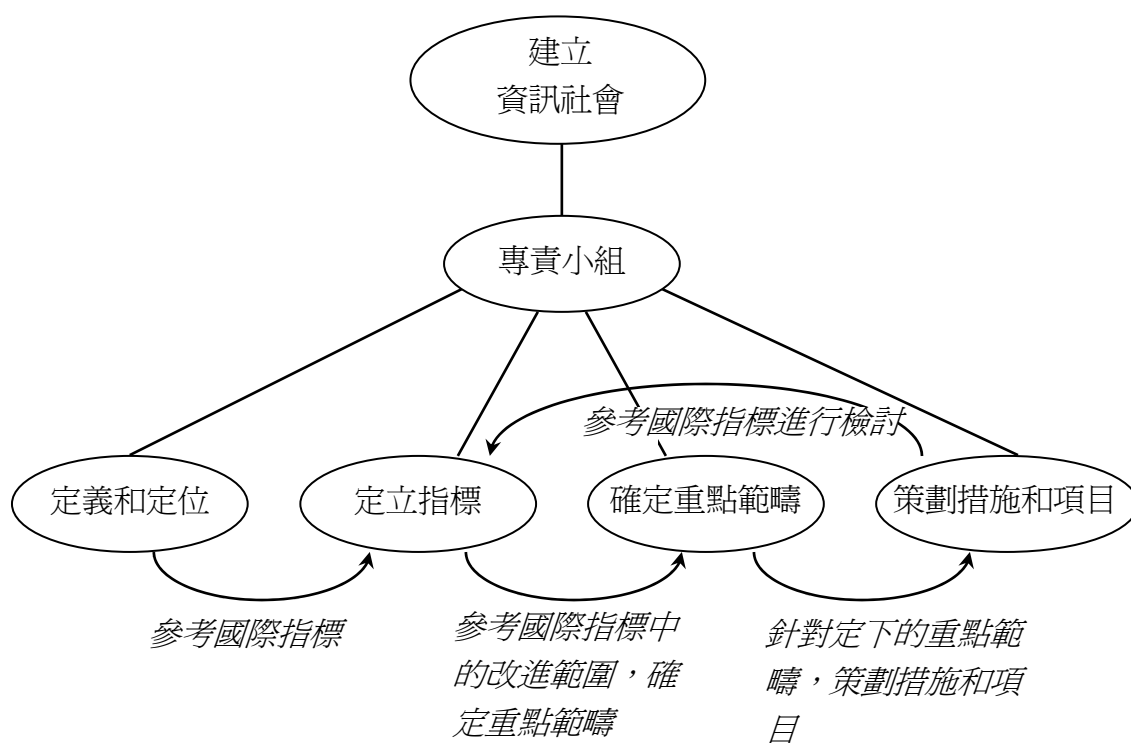 建立
資訊社會
專責小組
參考國際指標進行檢討
定義和定位
定立指標
確定重點範疇
策劃措施和項目
參考國際指標
參考國際指標中
的改進範圍，確
定重點範疇
針對定下的重點範
疇，策劃措施和項
目